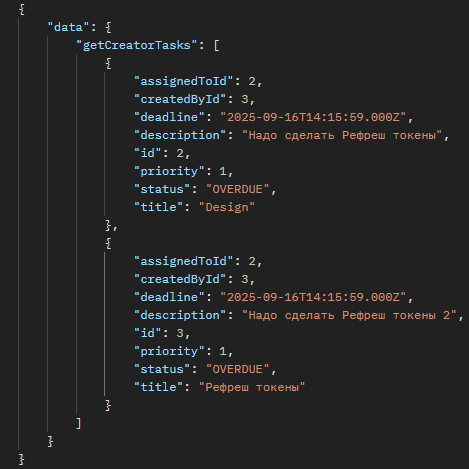 {
    "data": {
        "getCreatorTasks": [
            {
                "assignedToId": 2,
                "createdById": 3,
                "deadline": "2025-09-16T14:15:59.000Z",
                "description": "Надо сделать Рефреш токены",
                "id": 2,
                "priority": 1,
                "status": "OVERDUE",
                "title": "Design"
            },
            {
                "assignedToId": 2,
                "createdById": 3,
                "deadline": "2025-09-16T14:15:59.000Z",
                "description": "Надо сделать Рефреш токены 2",
                "id": 3,
                "priority": 1,
                "status": "OVERDUE",
                "title": "Рефреш токены"
            }
        ]
    }
}